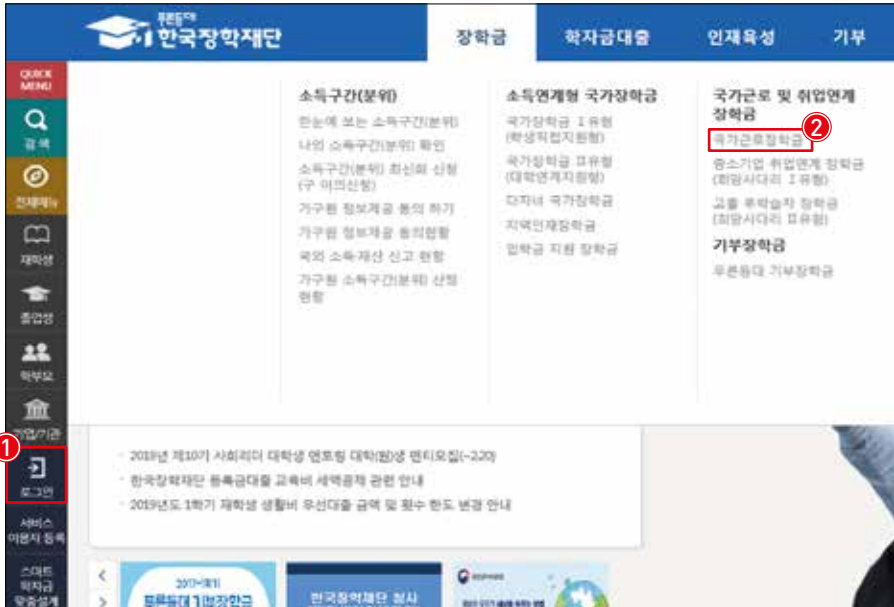 푸른등대
한국장학재단
장학금
학자금대출
인재육성
기부
QUICK
MENU
검색
전체메뉴
재학생
졸업생
학부모
기업/기관
1
로그인
서비스
이용자 등록
스마트
학자금
맞춤설계
소득구간(분위)
한눈에 보는 소득구간(분위)
나의 소득구간(분위) 확인
소득구간(분위) 최신화 신청
(구 이의신청)
가구원 정보제공 동의 하기
가구원 정보제공 동의현황
국외 소득·재산 신고 현황
가구원 소득구간(분위) 산정
현황
소득연계형 국가장학금
국가장학금 I 유형
(학생직접지원형)
국가장학금 II유형
(대학연계지원형)
다자녀 국가장학금
지역인재장학금
입학금 지원 장학금
국가근로 및 취업연계
장학금
2
국가근로장학금
중소기업 취업연계 장학금
(희망사다리 I 유형)
고졸 후학습자 장학금
(희망사다리 II유형)
기부장학금
푸른등대 기부장학금
· 2019년 제10기 사회리더 대학생 멘토링 대학(원)생 멘티모집(~2.20)
· 한국장학재단 등록금대출 교육비 세액공제 관련 안내
· 2019년도 1학기 재학생 생활비 우선대출 금액 및 횟수 한도 변경 안내
푸른등대 기부장학금
한국장학재단 청사